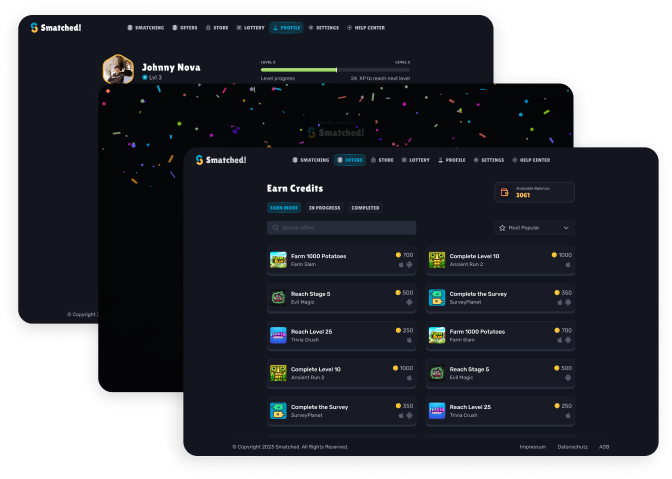 Smatched!
SMATCHING OFFERS STORE LOTTERY PROFILE SETTINGS HELP CENTER
Johnny Nova
Lvl 3
LEVEL 3
Level progress
24 XP to reach next level
Smatched!
© Copyright
Smatched!
SMATCHING OFFERS STORE LOTTERY PROFILE SETTINGS HELP CENTER
Earn Credits
Available Balance
3061
EARN MORE IN PROGRESS COMPLETED
Search offers
Most Popular
Farm 1000 Potatoes 700
Farm Slam
Complete Level 10 1000
Ancient Run 2
Reach Stage 5 500
Evil Magic
Complete the Survey 350
SurveyPlanet
Reach Level 25 250
Trivia Crush
Farm 1000 Potatoes 700
Farm Slam
Complete Level 10 1000
Ancient Run 2
Reach Stage 5 500
Evil Magic
Complete the Survey 350
SurveyPlanet
Reach Level 25 250
Trivia Crush
© Copyright 2023 Smatched. All Rights Reserved.
Impressum Datenschutz AGB